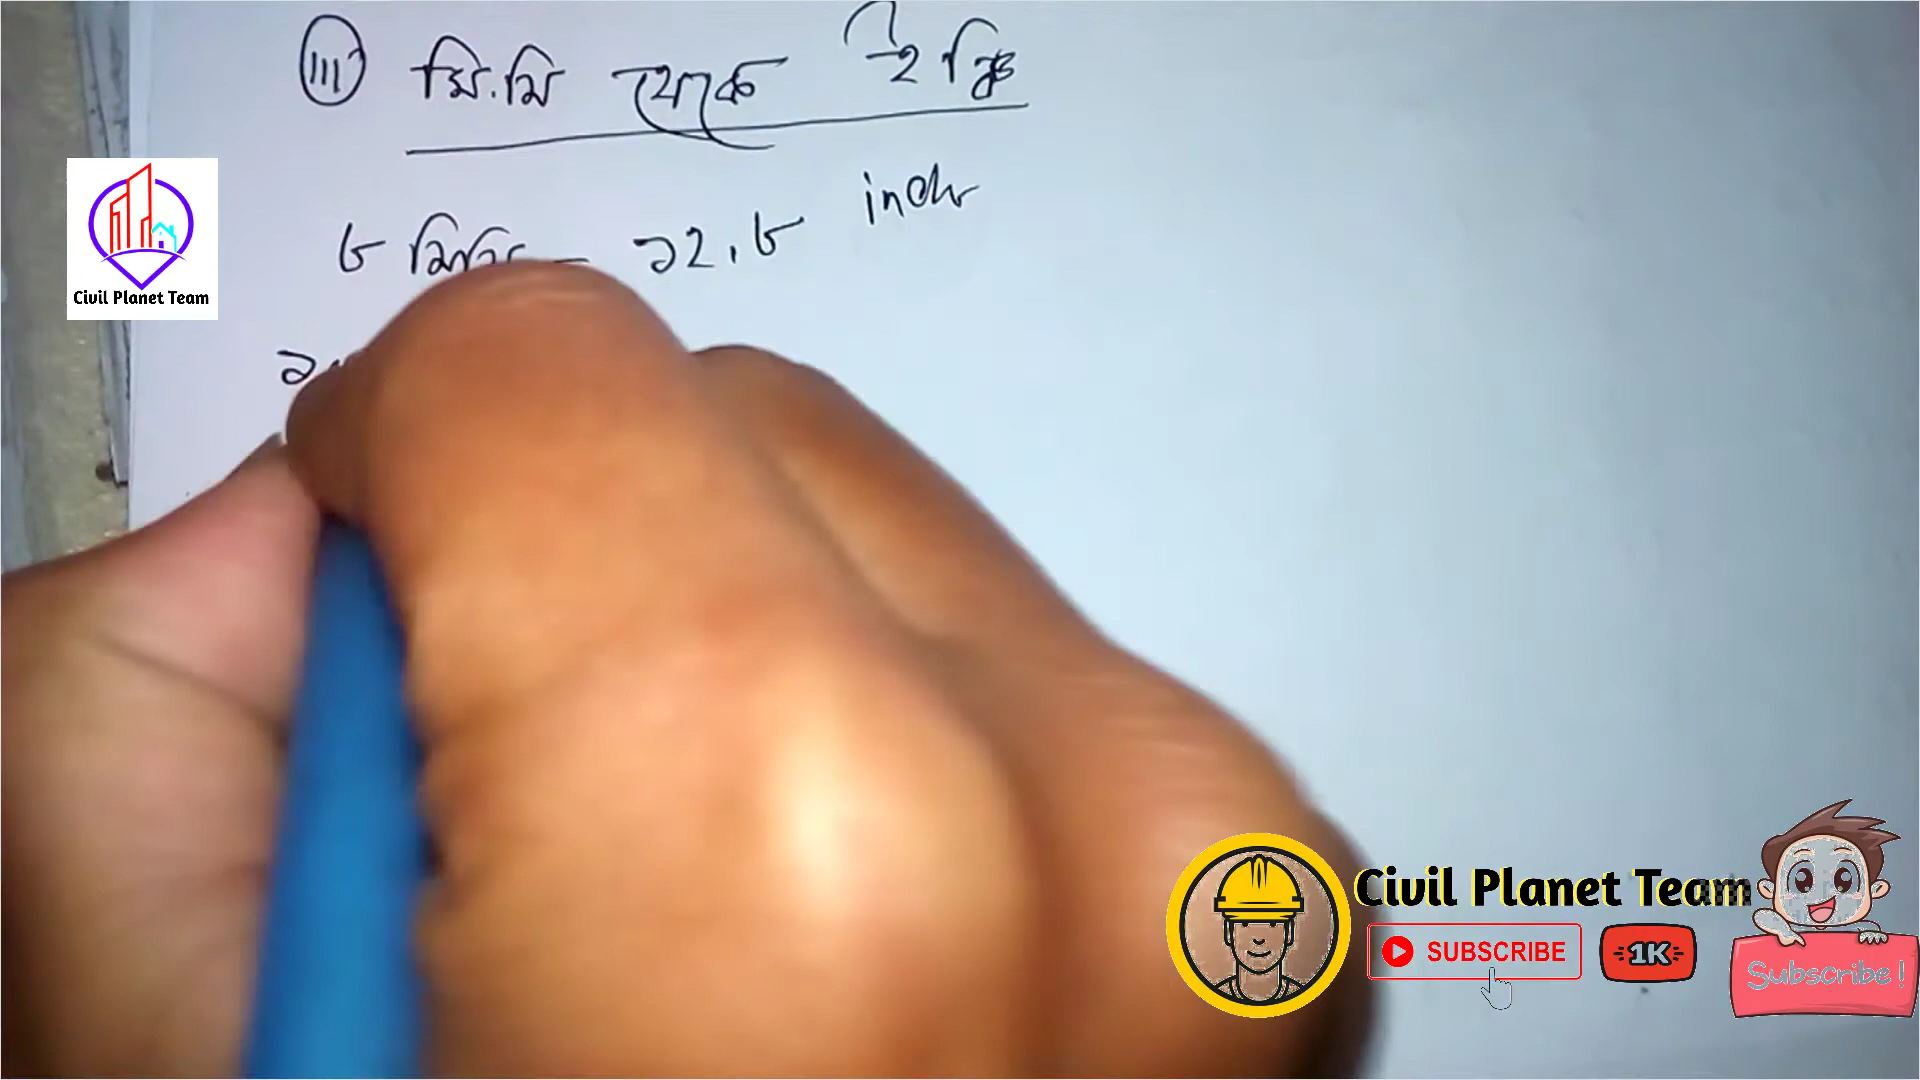 III মি.মি থেকে ইঞ্চি
৮ মিমি = ১২.৮ inch
Civil Planet Team
Civil Planet Team
SUBSCRIBE
1K
Subscribe!